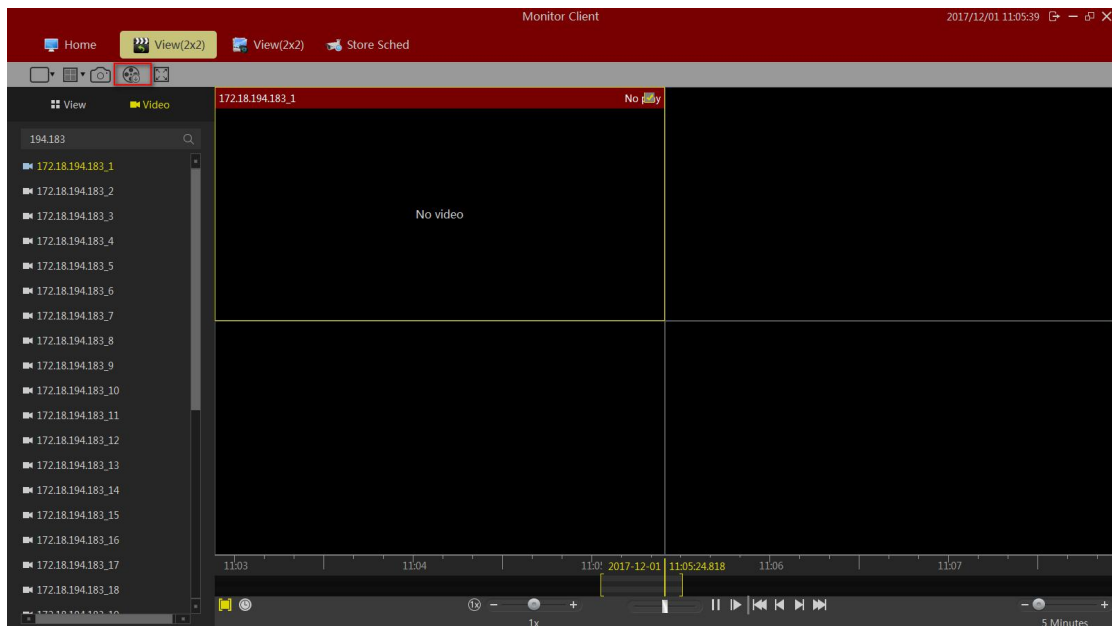 Monitor Client
2017/12/01 11:05:39
Home View(2x2) View(2x2) Store Sched
View Video
172.18.194.183_1 No
194.183
172.18.194.183_1
172.18.194.183_2
172.18.194.183_3
172.18.194.183_4
172.18.194.183_5
172.18.194.183_6
172.18.194.183_7
172.18.194.183_8
172.18.194.183_9
172.18.194.183_10
172.18.194.183_11
172.18.194.183_12
172.18.194.183_13
172.18.194.183_14
172.18.194.183_15
172.18.194.183_16
172.18.194.183_17
172.18.194.183_18
No video
11:03 11:04 2017-12-01 11:05:24.818 11:06 11:07
1x
1x
5 Minutes